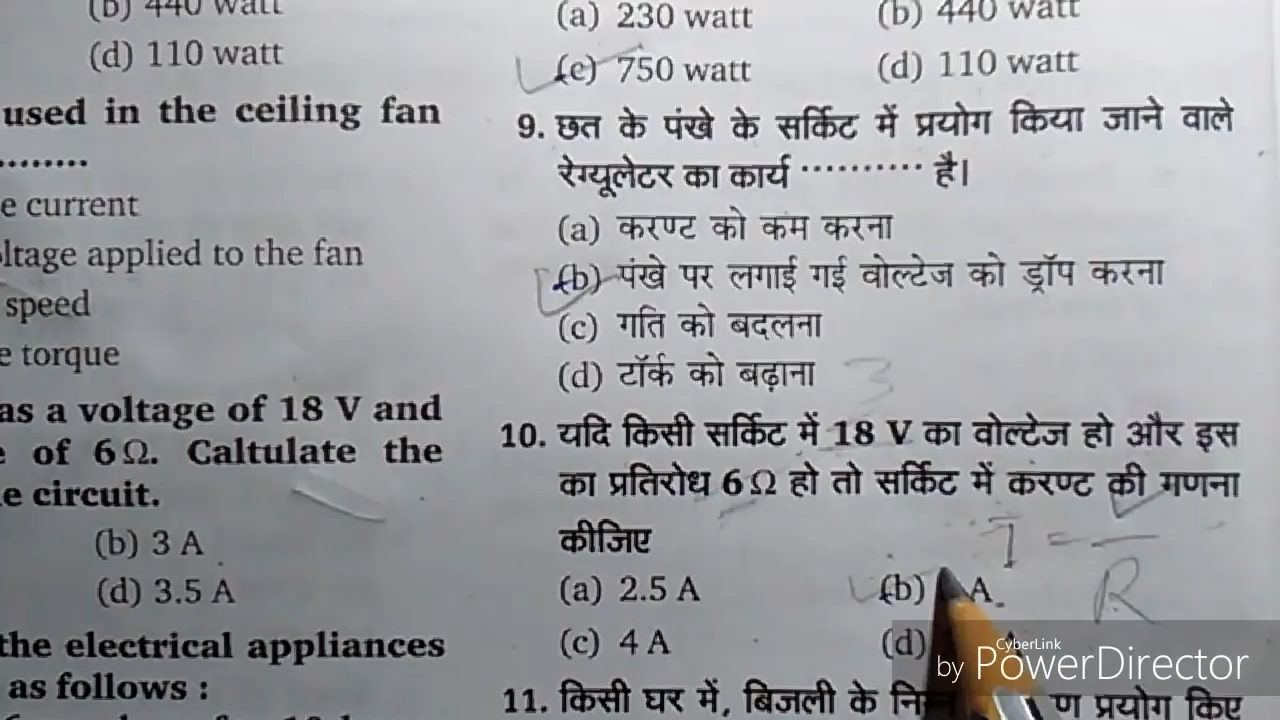 (b) 440 watt
(d) 110 watt
used in the ceiling fan
.........
e current
ltage applied to the fan
speed
e torque
as a voltage of 18 V and
of 6Ω. Caltulate the
e circuit.
(b) 3 A
(d) 3.5 A
the electrical appliances
as follows :
(a) 230 watt (b) 440 watt
(c) 750 watt (d) 110 watt
9. छत के पंखे के सर्किट में प्रयोग किया जाने वाले
रेग्यूलेटर का कार्य .......... है।
(a) करण्ट को कम करना
(b) पंखे पर लगाई गई वोल्टेज को ड्रॉप करना
(c) गति को बदलना
(d) टॉर्क को बढ़ाना 3
10. यदि किसी सर्किट में 18 V का वोल्टेज हो और इस
का प्रतिरोध 6Ω हो तो सर्किट में करण्ट की गणना
कीजिए
I = V/R
(a) 2.5 A (b) A
(c) 4 A (d)
11. किसी घर में, बिजली के ण प्रयोग किए
CyberLink
by PowerDirector